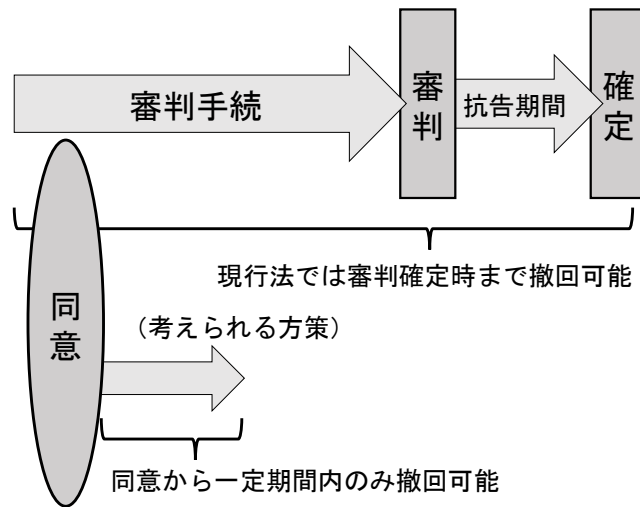 審判手続
審判
抗告期間
確定
現行法では審判確定時まで撤回可能
同意
（考えられる方策）
同意から一定期間内のみ撤回可能